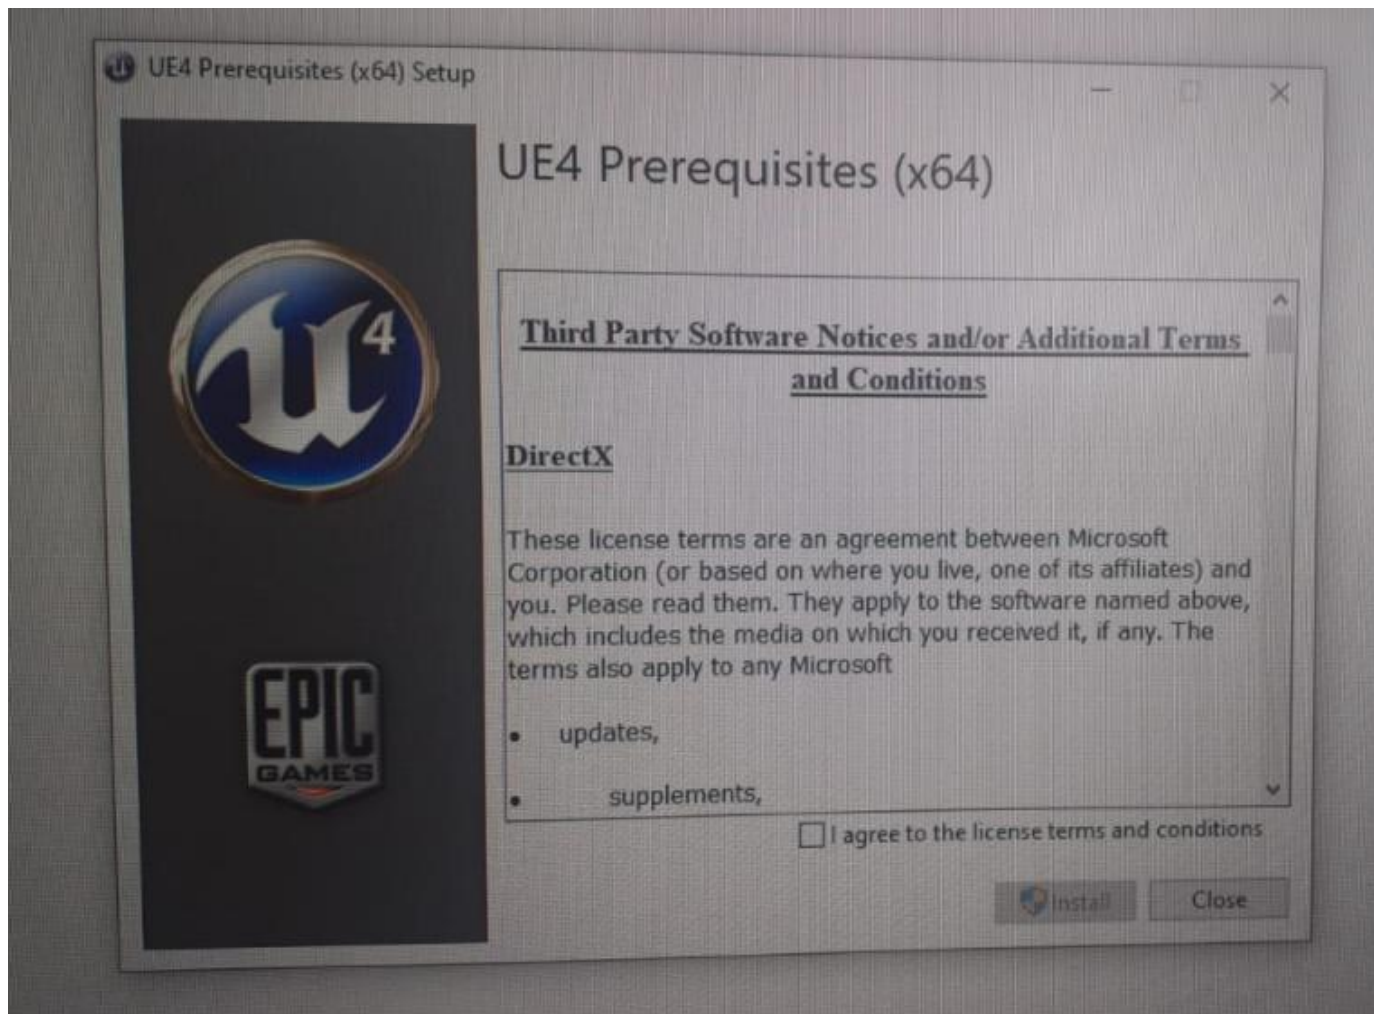 UE4 Prerequisites (x64) Setup
UE4 Prerequisites (x64)
Third Party Software Notices and/or Additional Terms
and Conditions
DirectX
These license terms are an agreement between Microsoft
Corporation (or based on where you live, one of its affiliates) and
you. Please read them. They apply to the software named above,
which includes the media on which you received it, if any. The
terms also apply to any Microsoft
• updates,
• supplements,
I agree to the license terms and conditions
Install
Close
U4
EPIC
GAMES